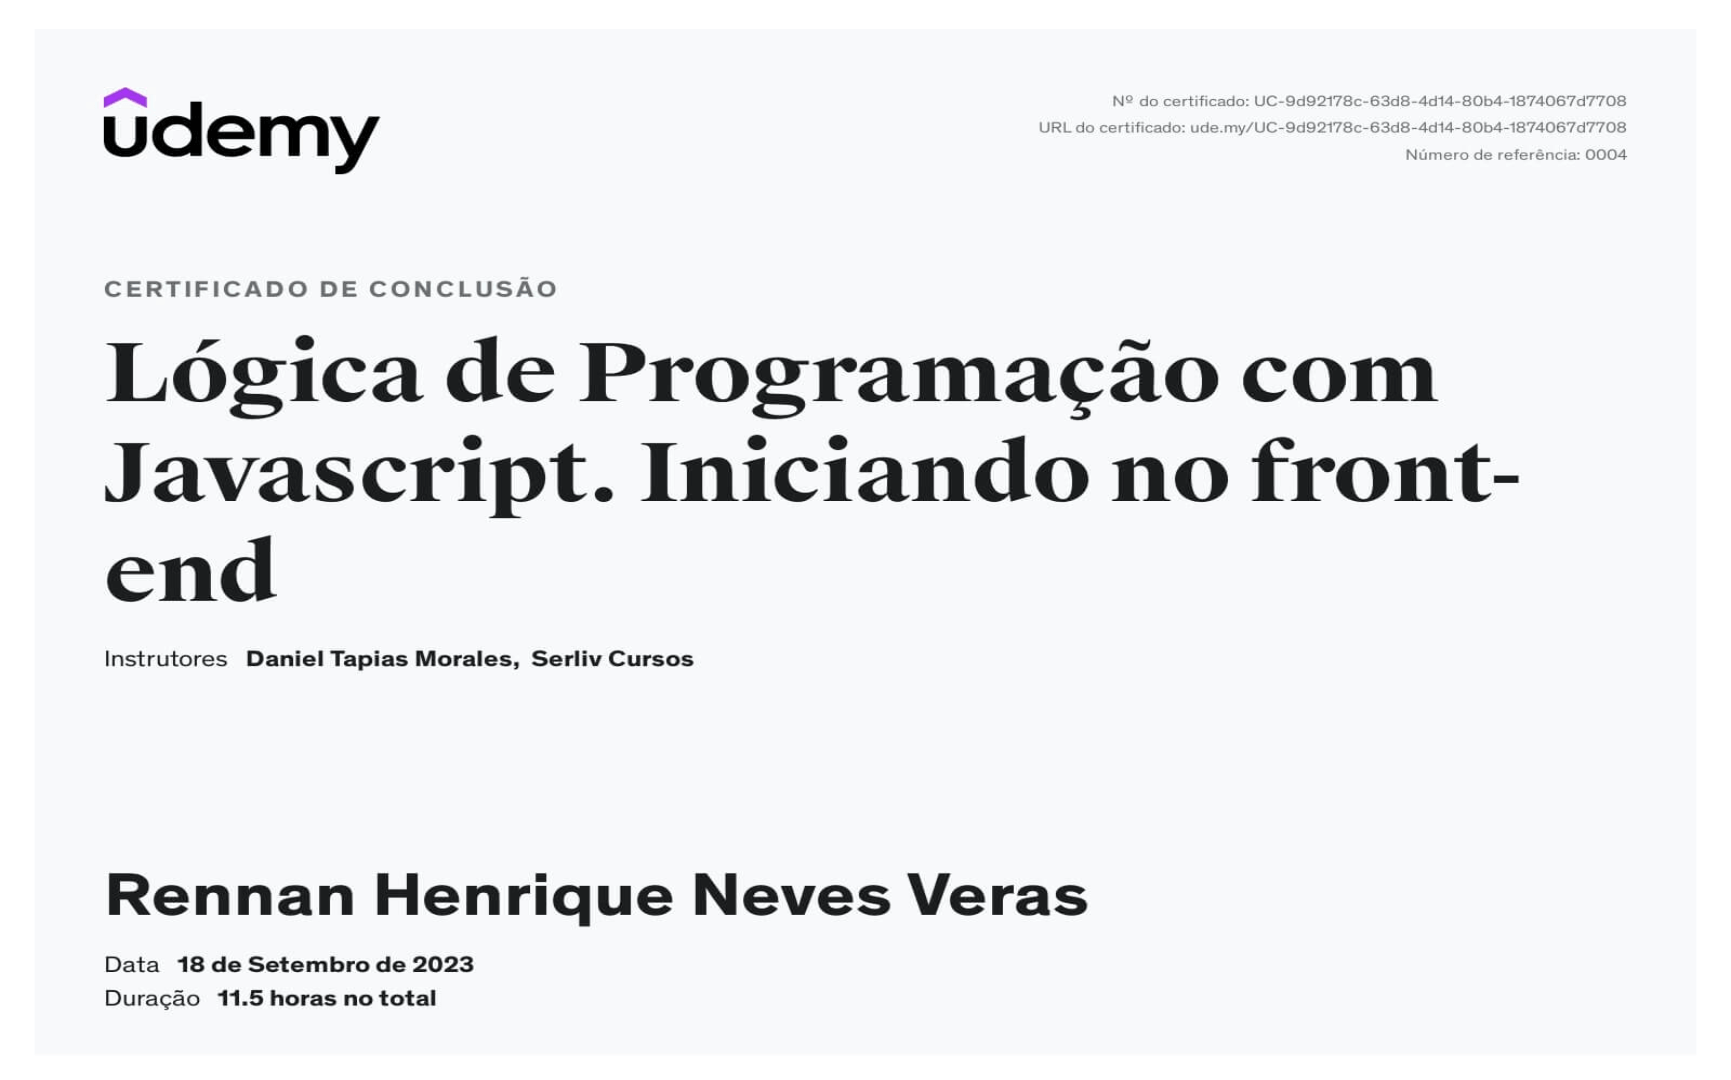 udemy
Nº do certificado: UC-9d92178c-63d8-4d14-80b4-1874067d7708
URL do certificado: ude.my/UC-9d92178c-63d8-4d14-80b4-1874067d7708
Número de referência: 0004
CERTIFICADO DE CONCLUSÃO
Lógica de Programação com
Javascript. Iniciando no front-
end
Instrutores Daniel Tapias Morales, Serliv Cursos
Rennan Henrique Neves Veras
Data 18 de Setembro de 2023
Duração 11.5 horas no total